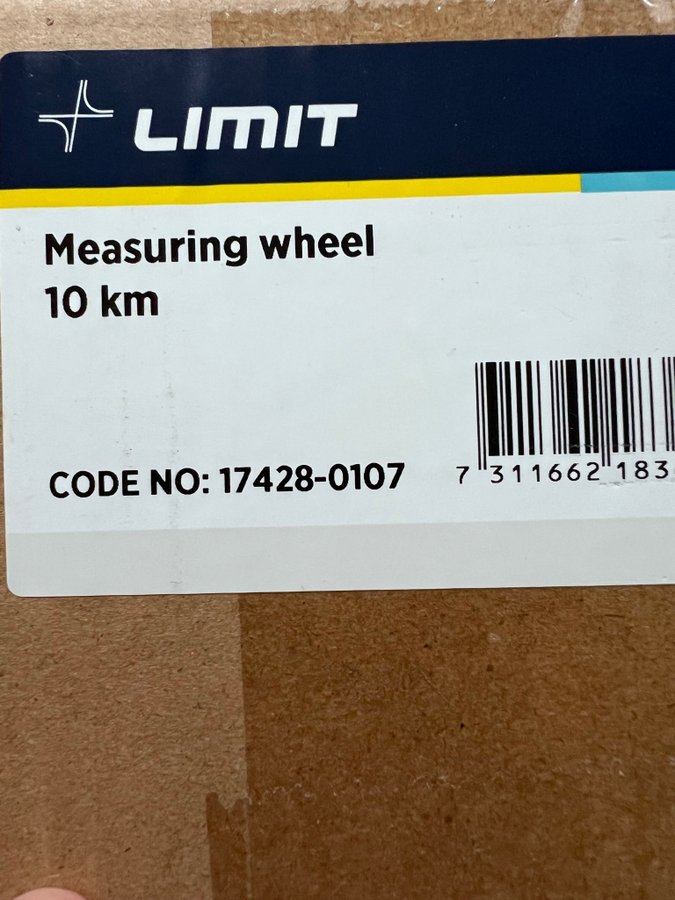 LIMIT
Measuring wheel
10 km
CODE NO: 17428-0107
7 311662 183